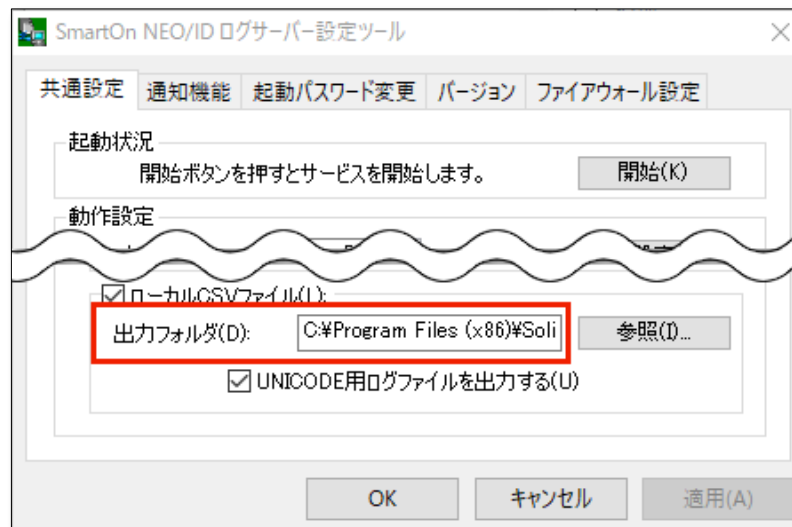 SmartOn NEO/ID ログサーバー設定ツール
共通設定 通知機能 起動パスワード変更 バージョン ファイアウォール設定
起動状況
開始ボタンを押すとサービスを開始します。 開始(K)
動作設定
ローカルCSVファイル(L):
出力フォルダ(D): C:¥Program Files (x86)¥Soli 参照(I)...
UNICODE用ログファイルを出力する(U)
OK キャンセル 適用(A)